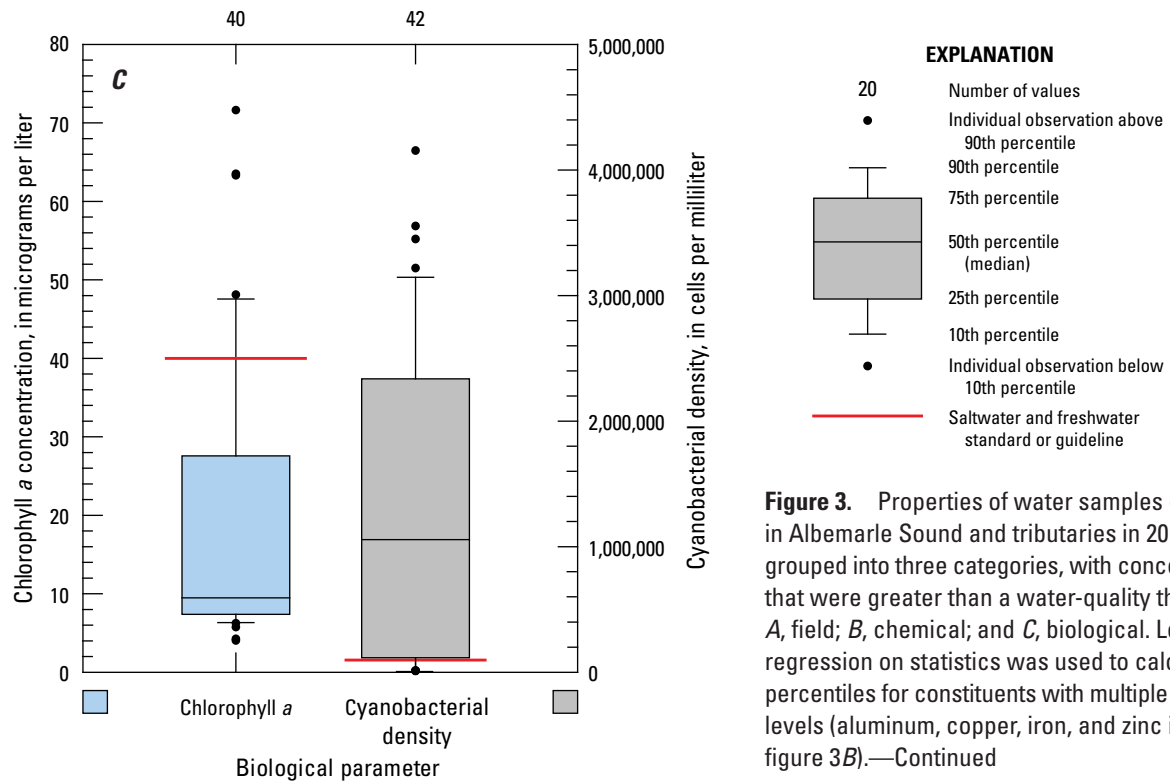 40
42
C
80
70
60
50
40
30
20
10
0
Chlorophyll a concentration, in micrograms per liter
5,000,000
4,000,000
3,000,000
2,000,000
1,000,000
0
Cyanobacterial density, in cells per milliliter
Chlorophyll a
Cyanobacterial
density
Biological parameter
EXPLANATION
20 Number of values
Individual observation above
90th percentile
90th percentile
75th percentile
50th percentile
(median)
25th percentile
10th percentile
Individual observation below
10th percentile
Saltwater and freshwater
standard or guideline
Figure 3. Properties of water samples
in Albemarle Sound and tributaries in 20
grouped into three categories, with conce
that were greater than a water-quality th
A, field; B, chemical; and C, biological. L
regression on statistics was used to calc
percentiles for constituents with multiple
levels (aluminum, copper, iron, and zinc i
figure 3B).—Continued